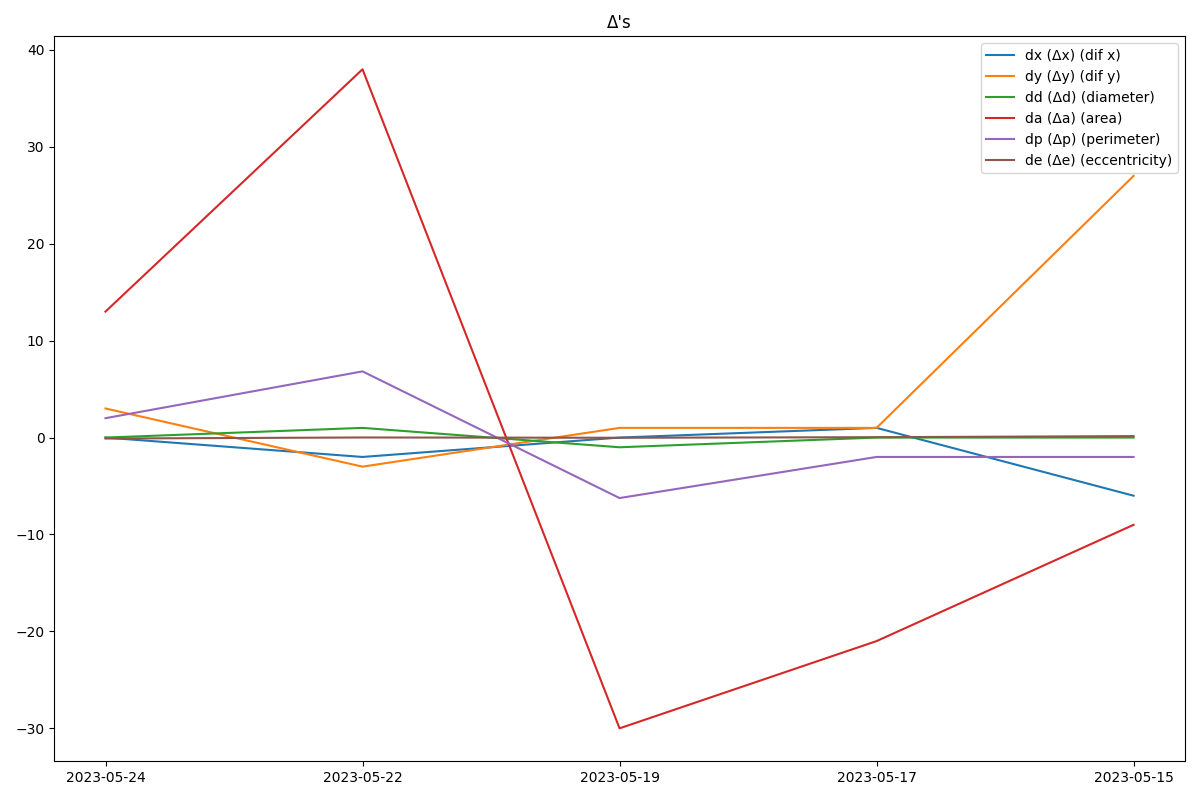 Δ's
dx (Δx) (dif x)
dy (Δy) (dif y)
dd (Δd) (diameter)
da (Δa) (area)
dp (Δp) (perimeter)
de (Δe) (eccentricity)
40
30
20
10
0
−10
−20
−30
2023-05-24 2023-05-22 2023-05-19 2023-05-17 2023-05-15